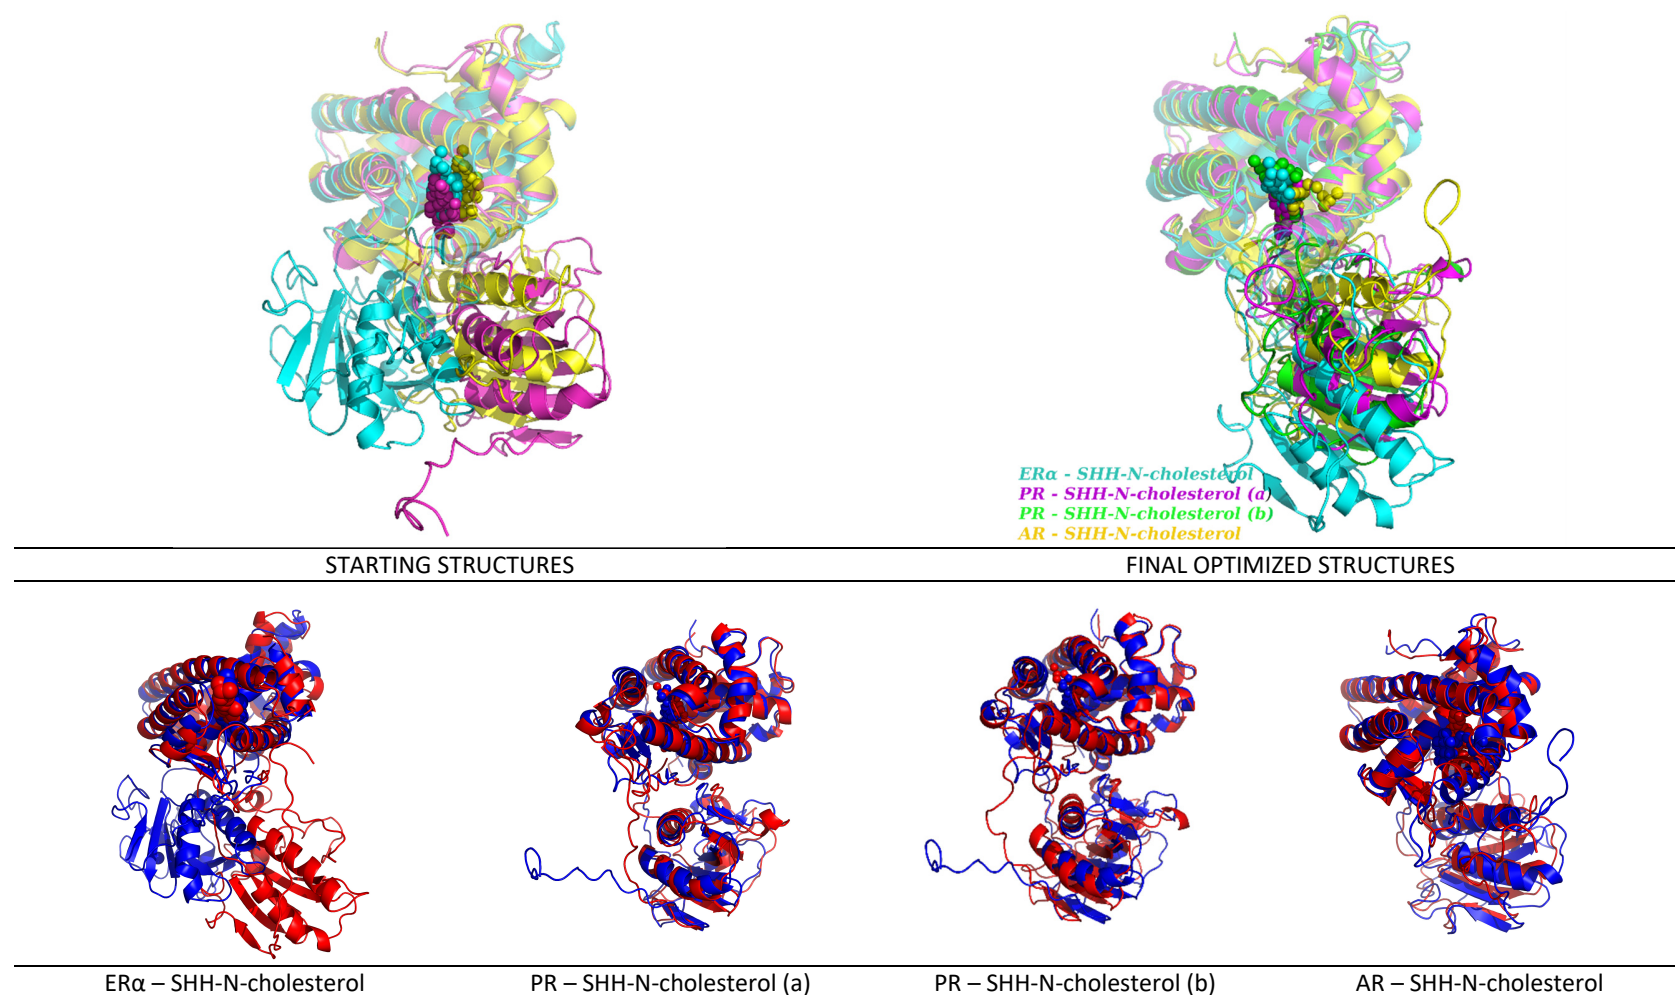 ERα - SHH-N-cholesterol
PR - SHH-N-cholesterol (a)
PR - SHH-N-cholesterol (b)
AR - SHH-N-cholesterol
STARTING STRUCTURES
FINAL OPTIMIZED STRUCTURES
ERα – SHH-N-cholesterol
PR – SHH-N-cholesterol (a)
PR – SHH-N-cholesterol (b)
AR – SHH-N-cholesterol